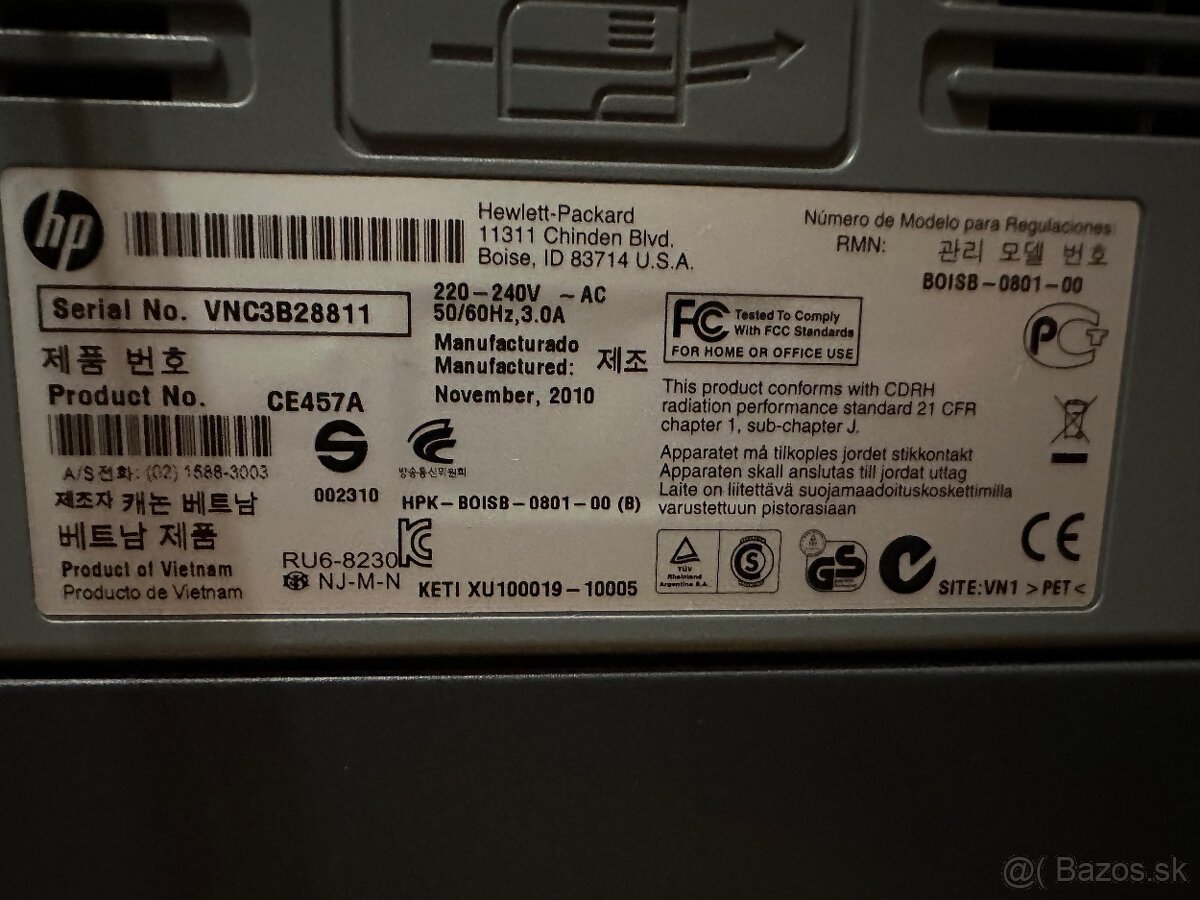 hp
Hewlett-Packard
11311 Chinden Blvd.
Boise, ID 83714 U.S.A.
Número de Modelo para Regulaciones:
RMN: 관리 모델 번호
BOISB-0801-00
Serial No. VNC3B28811
220-240V ~ AC
50/60Hz,3.0A
FC Tested To Comply
With FCC Standards
FOR HOME OR OFFICE USE
제품 번호
Product No. CE457A
Manufacturado
Manufactured: 제조
November, 2010
This product conforms with CDRH
radiation performance standard 21 CFR
chapter 1, sub-chapter J.
A/S전화: (02) 1588-3003
002310
방송통신위원회
HPK-BOISB-0801-00 (B)
제조자 캐논 베트남
베트남 제품
Product of Vietnam
Producto de Vietnam
RU6-8230
NJ-M-N
KETI XU100019-10005
Apparatet må tilkoples jordet stikkontakt
Apparaten skall anslutas till jordat uttag
Laite on liitettävä suojamaadoituskoskettimilla
varustettuun pistorasiaan
TÜV
Rheinland
Argentina S.A.
S
GS
CE
SITE:VN1 >PET<
@( Bazos.sk